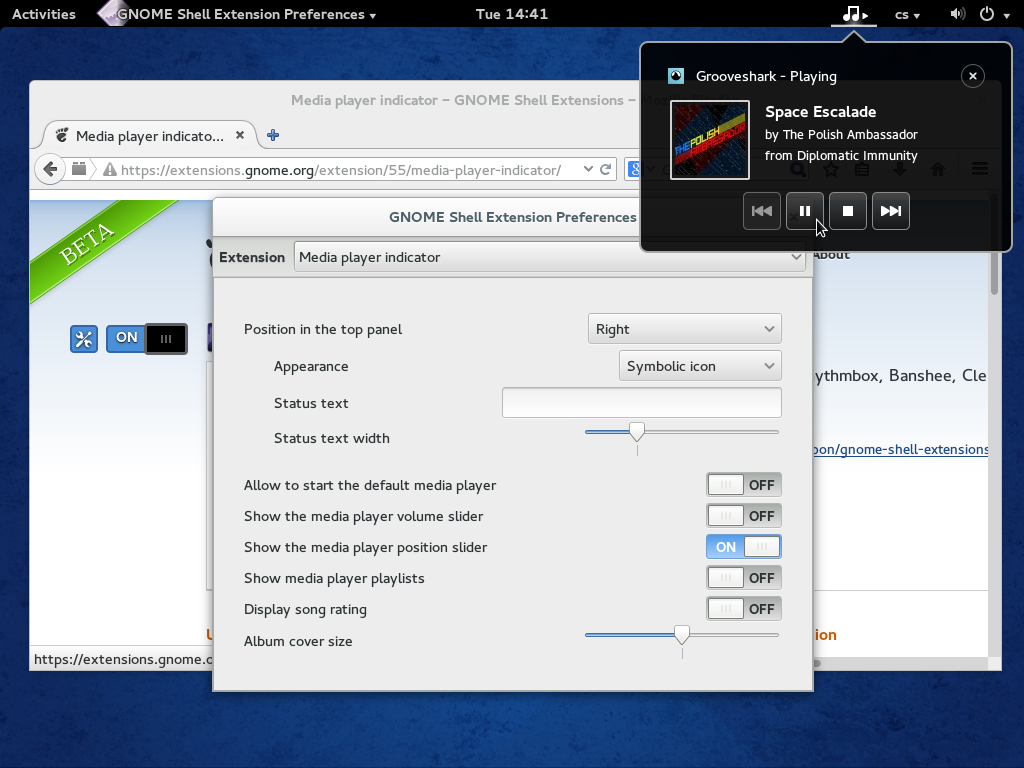 Activities
GNOME Shell Extension Preferences
Tue 14:41
cs
Grooveshark - Playing
Space Escalade
by The Polish Ambassador
from Diplomatic Immunity
THE POLISH
AMBASSADOR
Media player indicator – GNOME Shell Extensions –
Media player indicato...
https://extensions.gnome.org/extension/55/media-player-indicator/
BETA
About
ON
ythmbox, Banshee, Cle
oon/gnome-shell-extensions
GNOME Shell Extension Preferences
Extension
Media player indicator
Position in the top panel
Right
Appearance
Symbolic icon
Status text
Status text width
Allow to start the default media player
OFF
Show the media player volume slider
OFF
Show the media player position slider
ON
Show media player playlists
OFF
Display song rating
OFF
Album cover size
U
ion
https://extensions.gnome.o